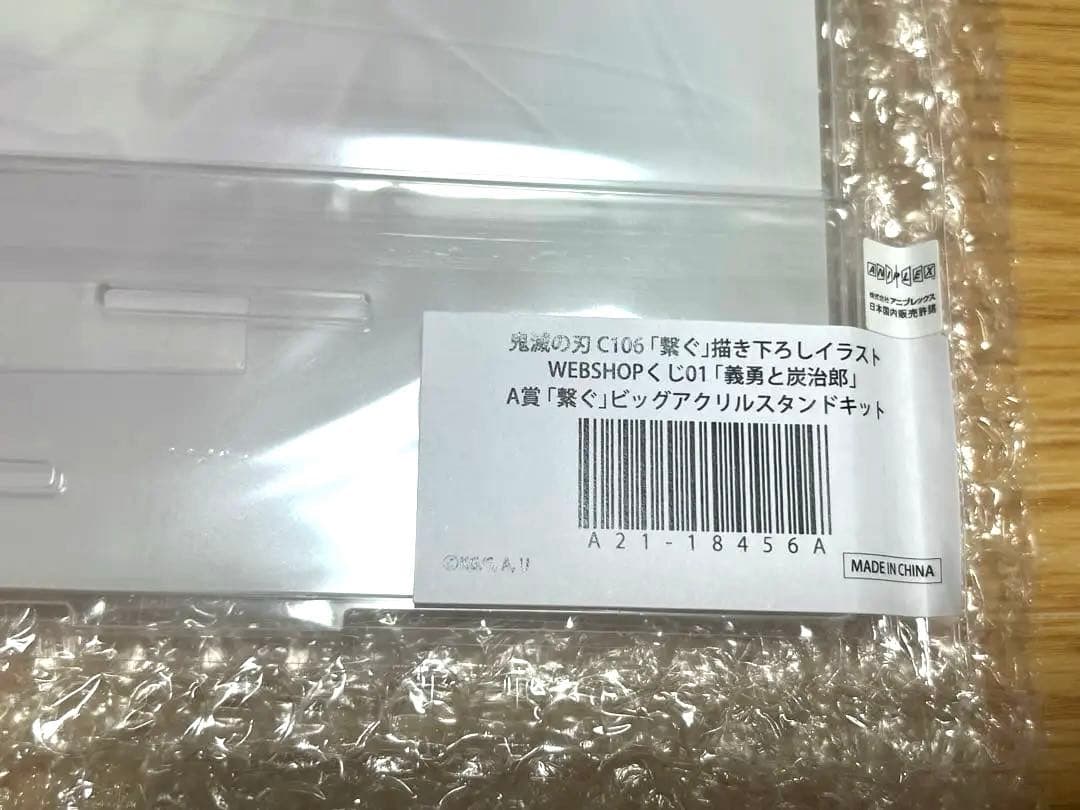 ANIPLEX
株式会社アニプレックス
日本国内販売許諾
鬼滅の刃 C106「繋ぐ」描き下ろしイラスト
WEBSHOPくじ01「義勇と炭治郎」
A賞「繋ぐ」ビッグアクリルスタンドキット
A21-18456A
MADE IN CHINA